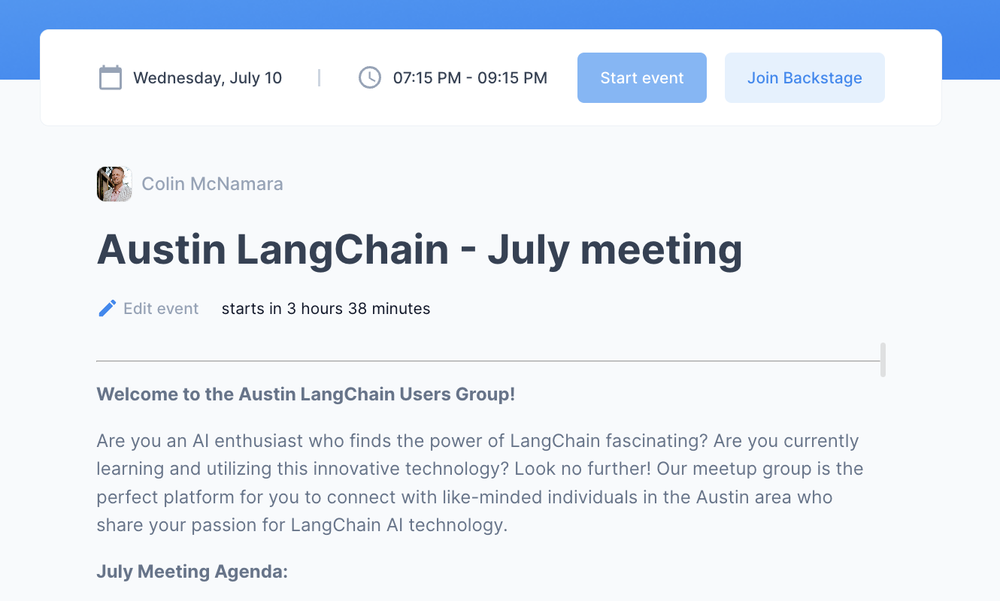 Wednesday, July 10
07:15 PM - 09:15 PM
Start event
Join Backstage
Colin McNamara
Austin LangChain - July meeting
Edit event
starts in 3 hours 38 minutes
Welcome to the Austin LangChain Users Group!
Are you an AI enthusiast who finds the power of LangChain fascinating? Are you currently
learning and utilizing this innovative technology? Look no further! Our meetup group is the
perfect platform for you to connect with like-minded individuals in the Austin area who
share your passion for LangChain AI technology.
July Meeting Agenda: